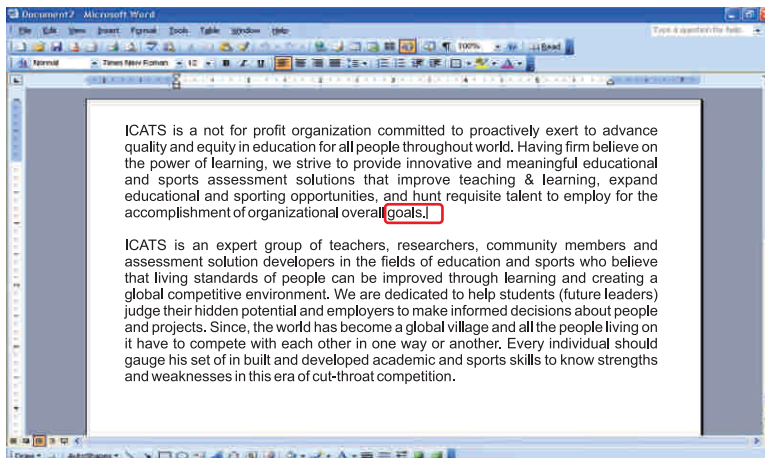 Document2 - Microsoft Word
File Edit View Insert Format Tools Table Window Help
Type a question for help
100% Read
Normal Times New Roman 12 B I U
ICATS is a not for profit organization committed to proactively exert to advance
quality and equity in education for all people throughout world. Having firm believe on
the power of learning, we strive to provide innovative and meaningful educational
and sports assessment solutions that improve teaching & learning, expand
educational and sporting opportunities, and hunt requisite talent to employ for the
accomplishment of organizational overall goals.
ICATS is an expert group of teachers, researchers, community members and
assessment solution developers in the fields of education and sports who believe
that living standards of people can be improved through learning and creating a
global competitive environment. We are dedicated to help students (future leaders)
judge their hidden potential and employers to make informed decisions about people
and projects. Since, the world has become a global village and all the people living on
it have to compete with each other in one way or another. Every individual should
gauge his set of in built and developed academic and sports skills to know strengths
and weaknesses in this era of cut-throat competition.
Draw AutoShapes